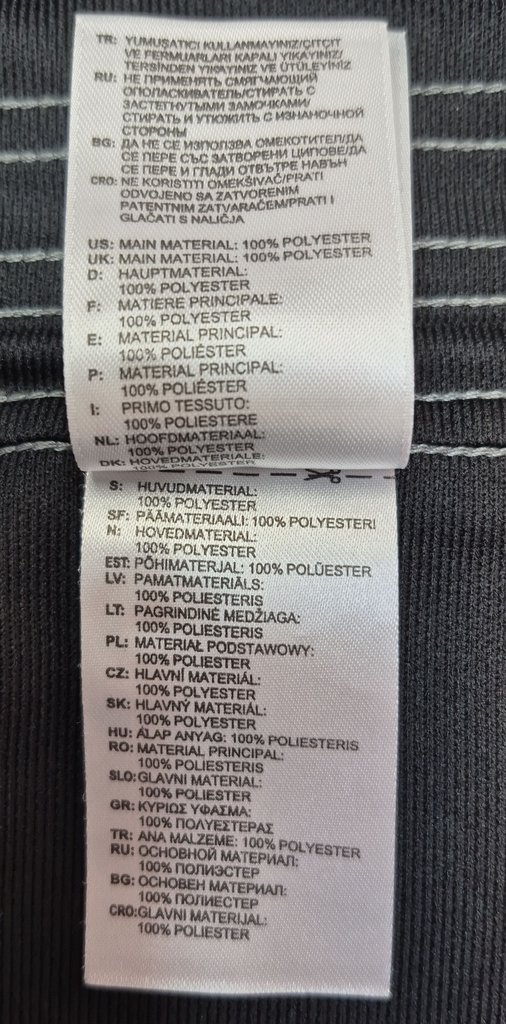 TR: YUMUŞATICI KULLANMAYINIZ/ÇITÇIT
VE FERMUARLARI KAPALI YIKAYINIZ/
TERSİNDEN YIKAYINIZ VE ÜTÜLEYİNİZ
RU: НЕ ПРИМЕНЯТЬ СМЯГЧАЮЩИЙ
ОПОЛАСКИВАТЕЛЬ/СТИРАТЬ С
ЗАСТЕГНУТЫМИ ЗАМОЧКАМИ/
СТИРАТЬ И УТЮЖИТЬ С ИЗНАНОЧНОЙ
СТОРОНЫ
BG: ДА НЕ СЕ ИЗПОЛЗВА ОМЕКОТИТЕЛ/ДА
СЕ ПЕРЕ СЪС ЗАТВОРЕНИ ЦИПОВЕ/ДА
СЕ ПЕРЕ И ГЛАДИ ОТВЪТРЕ НАВЪН
CRO: NE KORISTITI OMEKŠIVAČ/PRATI
ODVOJENO SA ZATVORENIM
PATENTNIM ZATVARAČEM/PRATI I
GLAČATI S NALIČJA
US: MAIN MATERIAL: 100% POLYESTER
UK: MAIN MATERIAL: 100% POLYESTER
D: HAUPTMATERIAL:
100% POLYESTER
F: MATIERE PRINCIPALE:
100% POLYESTER
E: MATERIAL PRINCIPAL:
100% POLIÉSTER
P: MATERIAL PRINCIPAL:
100% POLIÉSTER
I: PRIMO TESSUTO:
100% POLIESTERE
NL: HOOFDMATERIAAL:
100% POLYESTER
DK: HOVEDMATERIALE:
100% POLYESTER
S: HUVUDMATERIAL:
100% POLYESTER
SF: PÄÄMATERIAALI: 100% POLYESTERI
N: HOVEDMATERIAL:
100% POLYESTER
EST: PÕHIMATERJAL: 100% POLÜESTER
LV: PAMATMATERIĀLS:
100% POLIESTERIS
LT: PAGRINDINĖ MEDŽIAGA:
100% POLIESTERIS
PL: MATERIAŁ PODSTAWOWY:
100% POLIESTER
CZ: HLAVNÍ MATERIÁL:
100% POLYESTER
SK: HLAVNÝ MATERIÁL:
100% POLYESTER
HU: ALAP ANYAG: 100% POLIESTERIS
RO: MATERIAL PRINCIPAL:
100% POLIESTERIS
SLO: GLAVNI MATERIAL:
100% POLIESTER
GR: ΚΥΡΙΩΣ ΥΦΑΣΜΑ:
100% ΠΟΛΥΕΣΤΕΡΑΣ
TR: ANA MALZEME: 100% POLYESTER
RU: ОСНОВНОЙ МАТЕРИАЛ:
100% ПОЛИЭСТЕР
BG: ОСНОВЕН МАТЕРИАЛ:
100% ПОЛИЕСТЕР
CRO: GLAVNI MATERIJAL:
100% POLIESTER